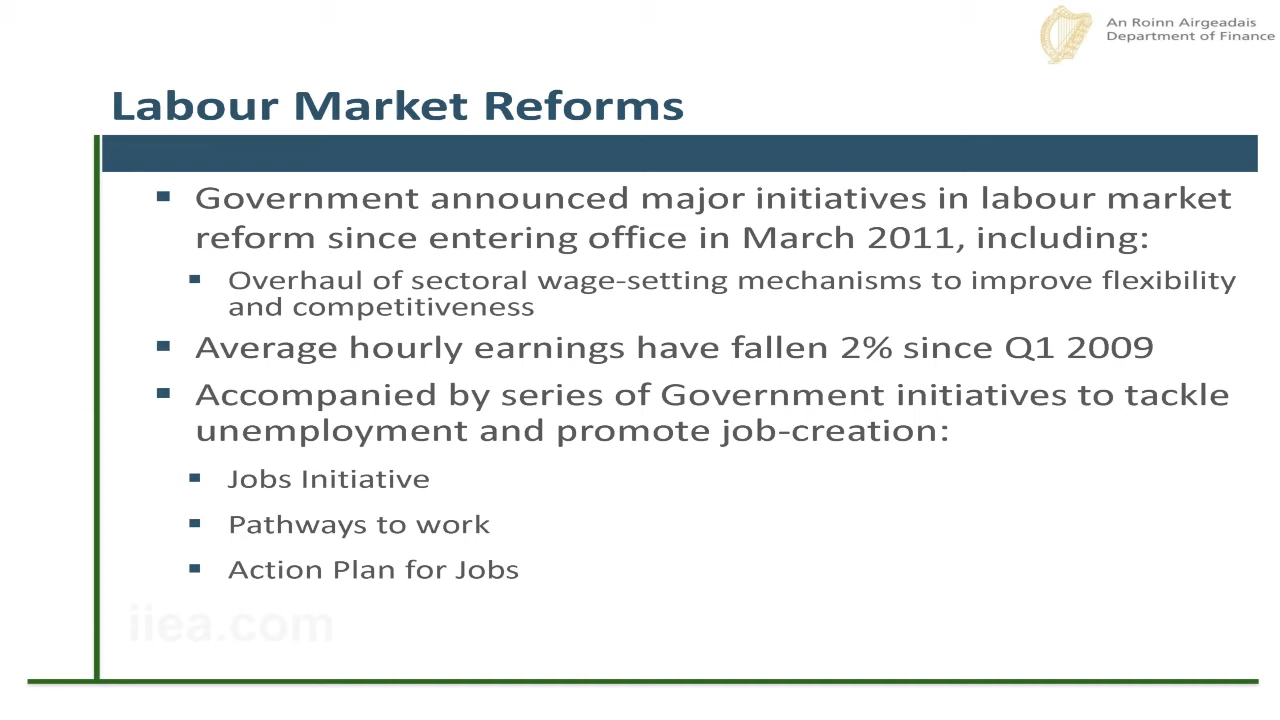 An Roinn Airgeadais
Department of Finance
Labour Market Reforms
Government announced major initiatives in labour market
reform since entering office in March 2011, including:
Overhaul of sectoral wage-setting mechanisms to improve flexibility
and competitiveness
Average hourly earnings have fallen 2% since Q1 2009
Accompanied by series of Government initiatives to tackle
unemployment and promote job-creation:
Jobs Initiative
Pathways to work
Action Plan for Jobs
iiea.com